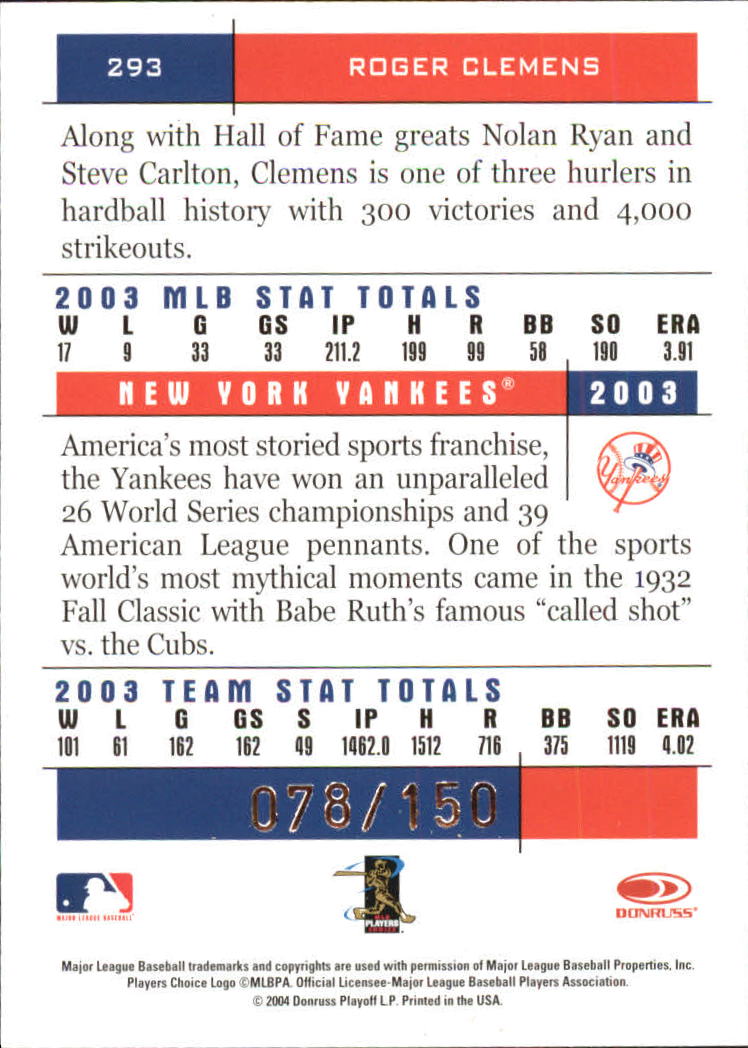 293 ROGER CLEMENS
Along with Hall of Fame greats Nolan Ryan and
Steve Carlton, Clemens is one of three hurlers in
hardball history with 300 victories and 4,000
strikeouts.
2003 MLB STAT TOTALS
W L G GS IP H R BB SO ERA
17 9 33 33 211.2 199 99 58 190 3.91
NEW YORK YANKEES® 2003
America's most storied sports franchise,
the Yankees have won an unparalleled
26 World Series championships and 39
American League pennants. One of the sports
world's most mythical moments came in the 1932
Fall Classic with Babe Ruth's famous "called shot"
vs. the Cubs.
Yankees
2003 TEAM STAT TOTALS
W L G GS S IP H R BB SO ERA
101 61 162 162 49 1462.0 1512 716 375 1119 4.02
078/150
MAJOR LEAGUE BASEBALL
MLB
PLAYERS
CHOICE
DONRUSS®
Major League Baseball trademarks and copyrights are used with permission of Major League Baseball Properties, Inc.
Players Choice Logo ©MLBPA. Official Licensee-Major League Baseball Players Association.
© 2004 Donruss Playoff L.P. Printed in the USA.